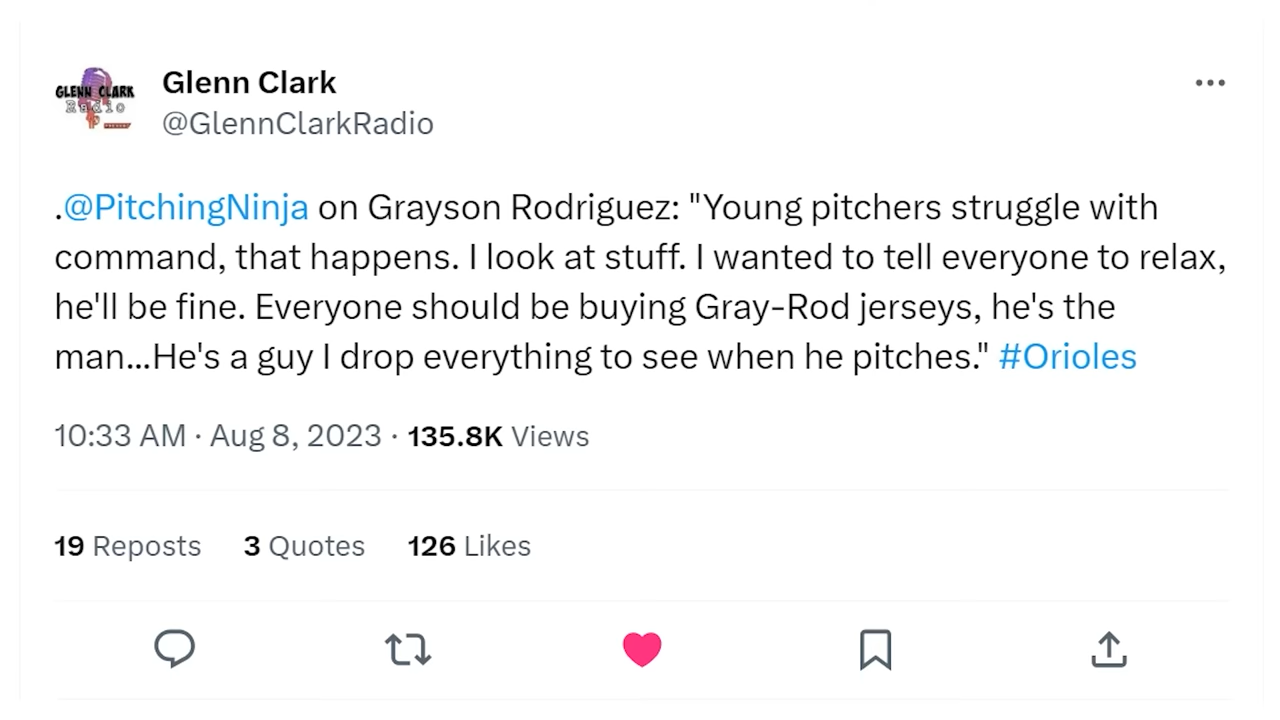 GLENN CLARK
Radio
Glenn Clark
@GlennClarkRadio
.@PitchingNinja on Grayson Rodriguez: "Young pitchers struggle with
command, that happens. I look at stuff. I wanted to tell everyone to relax,
he'll be fine. Everyone should be buying Gray-Rod jerseys, he's the
man...He's a guy I drop everything to see when he pitches." #Orioles
10:33 AM · Aug 8, 2023 · 135.8K Views
19 Reposts 3 Quotes 126 Likes